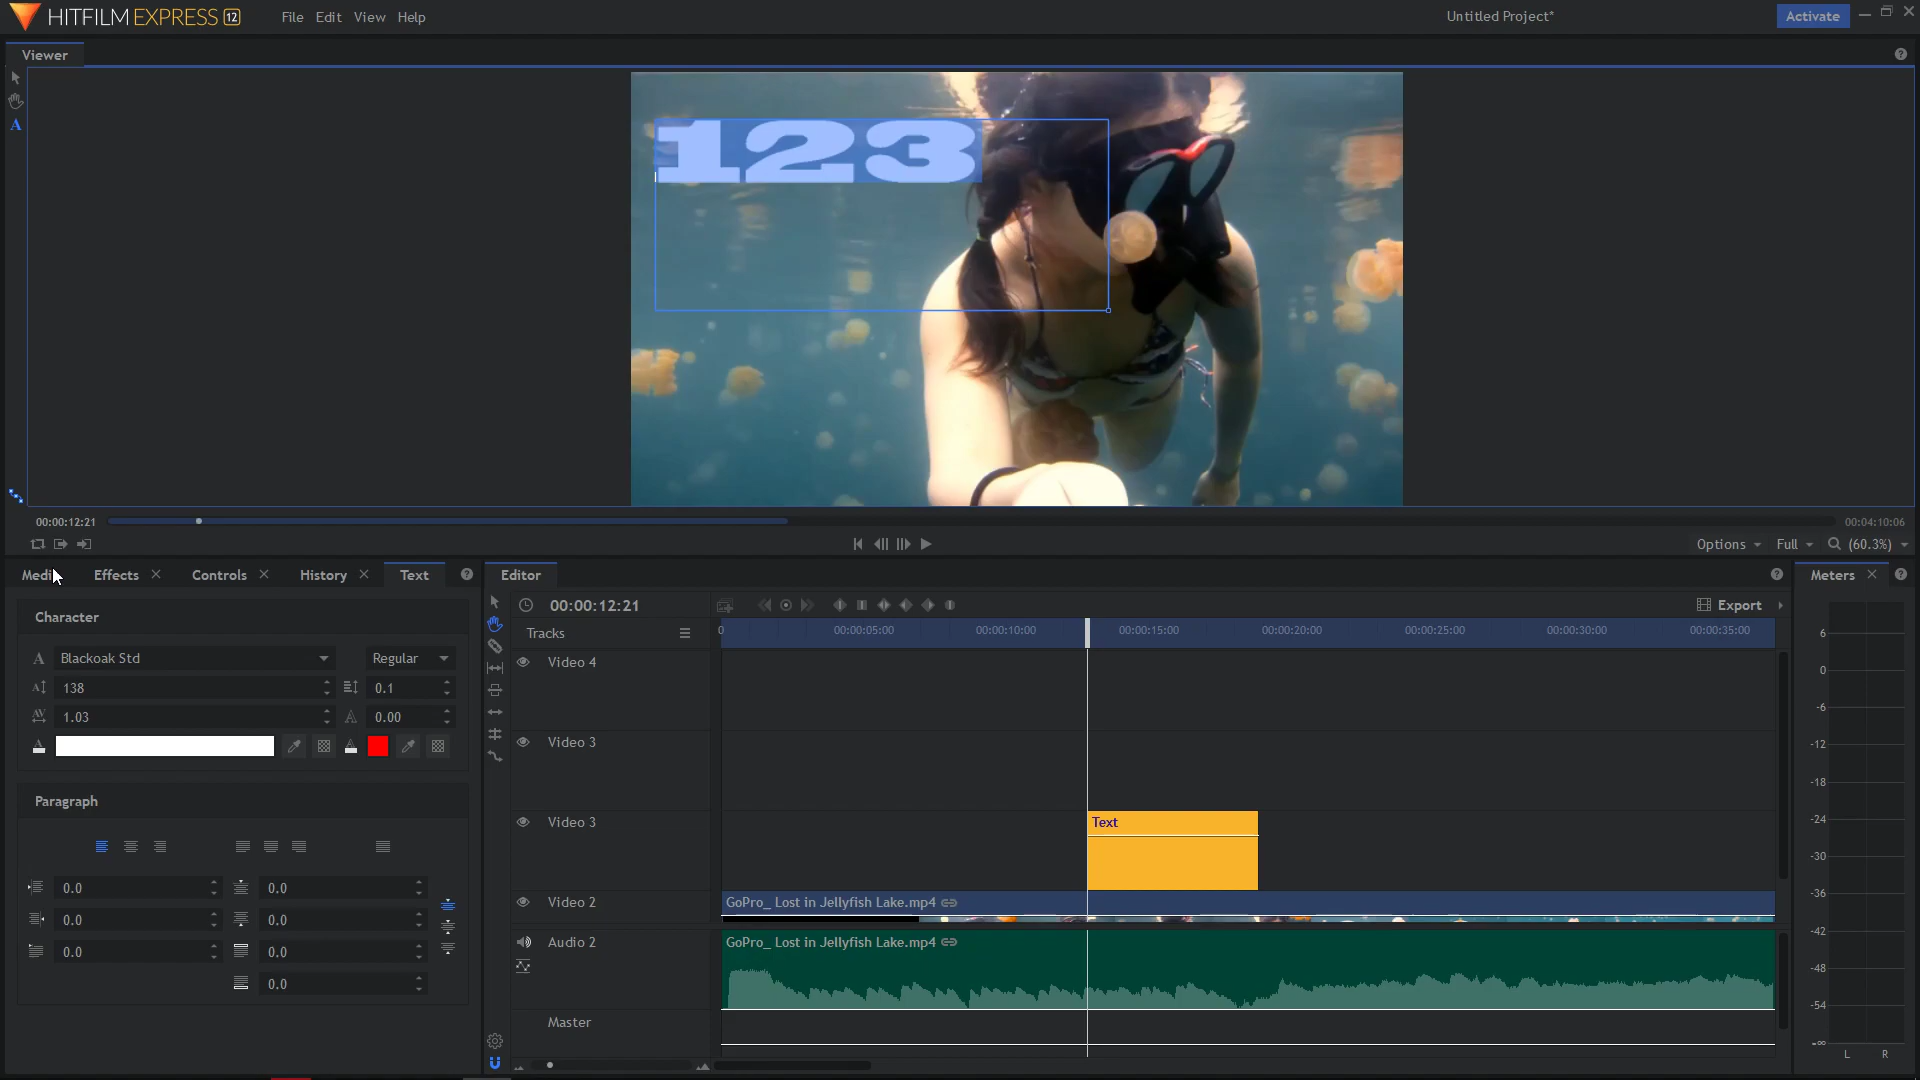 HITFILM EXPRESS 12
File Edit View Help
Untitled Project*
Activate
Viewer
123
00:00:12:21
00:04:10:06
Options
Full
(60.3%)
Medi
Effects
Controls
History
Text
Editor
Meters
Character
Blackoak Std
Regular
138
0.1
1.03
0.00
Paragraph
0.0
0.0
0.0
0.0
0.0
0.0
0.0
00:00:12:21
Export
Tracks
0
00:00:05:00
00:00:10:00
00:00:15:00
00:00:20:00
00:00:25:00
00:00:30:00
00:00:35:00
Video 4
Video 3
Video 3
Text
Video 2
GoPro_ Lost in Jellyfish Lake.mp4
Audio 2
GoPro_ Lost in Jellyfish Lake.mp4
Master
6
0
-6
-12
-18
-24
-30
-36
-42
-48
-54
-∞
L R